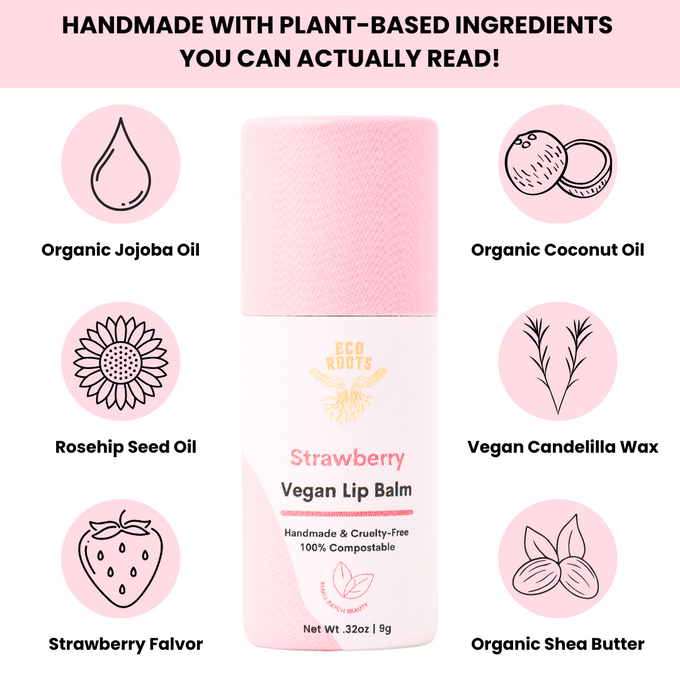 HANDMADE WITH PLANT-BASED INGREDIENTS
YOU CAN ACTUALLY READ!
Organic Jojoba Oil
Organic Coconut Oil
Rosehip Seed Oil
Vegan Candelilla Wax
Strawberry Falvor
Organic Shea Butter
ECO
ROOTS
Strawberry
Vegan Lip Balm
Handmade & Cruelty-Free
100% Compostable
SMALL BATCH BEAUTY
Net Wt .32oz | 9g